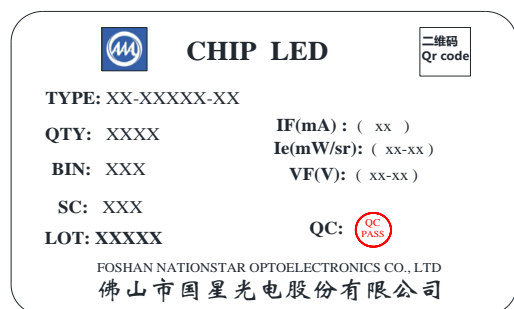 CHIP LED
二维码
Qr code
TYPE: XX-XXXXX-XX
QTY: XXXX
IF(mA) : ( xx )
Ie(mW/sr): ( xx-xx )
BIN: XXX
VF(V): ( xx-xx )
SC: XXX
LOT: XXXXX
QC:
QC
PASS
FOSHAN NATIONSTAR OPTOELECTRONICS CO., LTD
佛山市国星光电股份有限公司